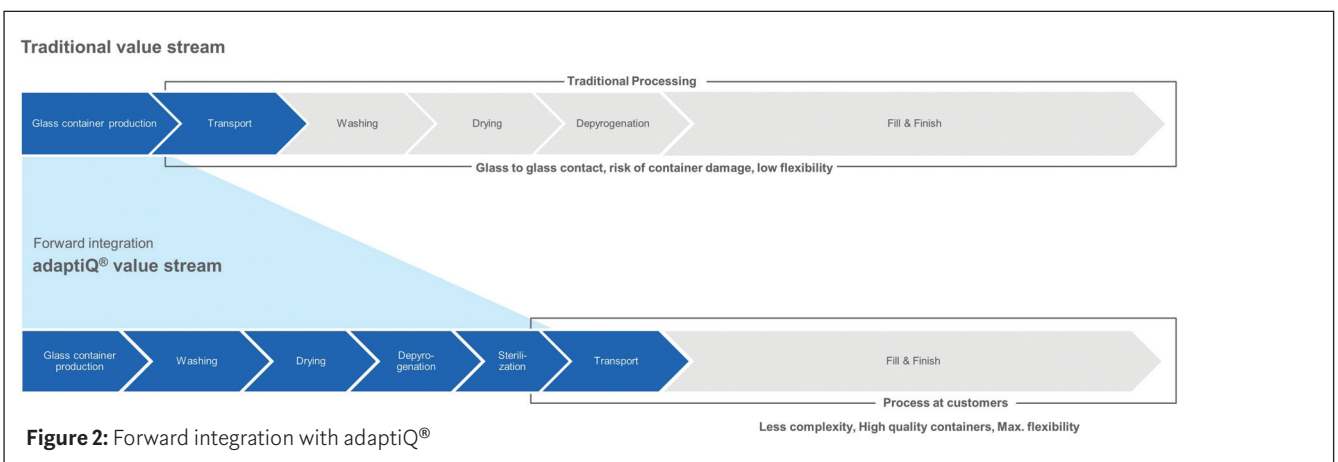 Traditional value stream
Traditional Processing
Glass container production
Transport
Washing
Drying
Depyrogenation
Fill & Finish
Glass to glass contact, risk of container damage, low flexibility
Forward integration
adaptiQ® value stream
Glass container
production
Washing
Drying
Depyro-
genation
Sterili-
zation
Transport
Fill & Finish
Process at customers
Less complexity, High quality containers, Max. flexibility
Figure 2: Forward integration with adaptiQ®